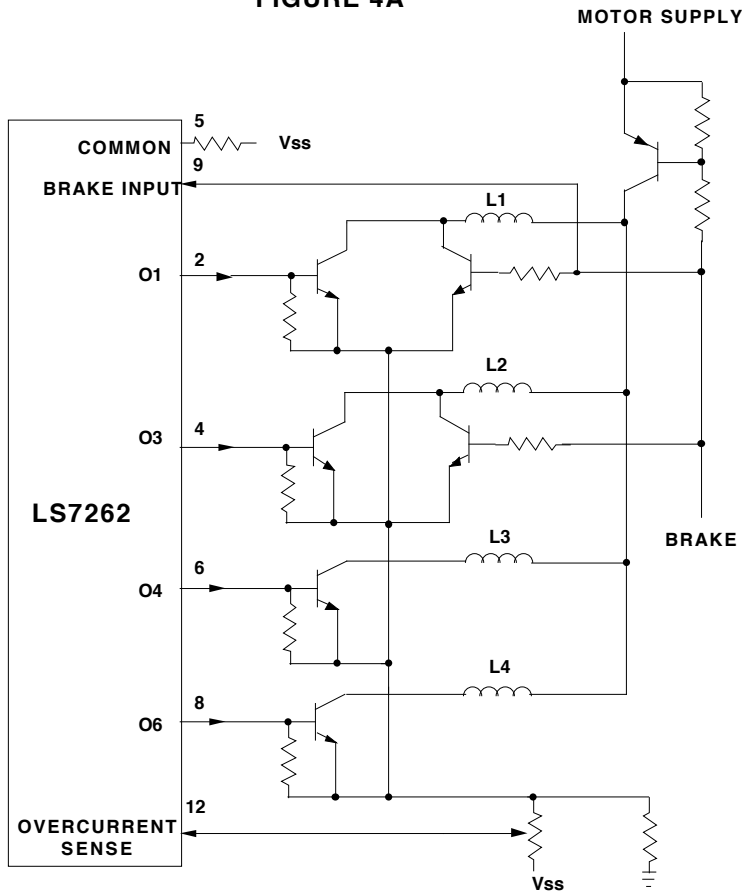 FIGURE 4A
MOTOR SUPPLY
5
COMMON
Vss
9
BRAKE INPUT
L1
2
O1
L2
4
O3
LS7262
BRAKE
L3
6
O4
L4
8
O6
12
OVERCURRENT
SENSE
Vss